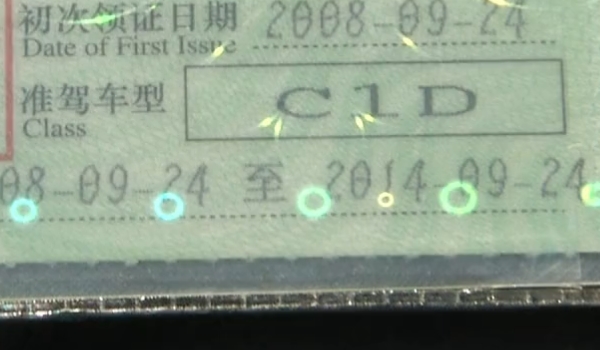 初次领证日期 2008-09-24
Date of First Issue
准驾车型 C1D
Class
08-09-24 至 2014-09-24